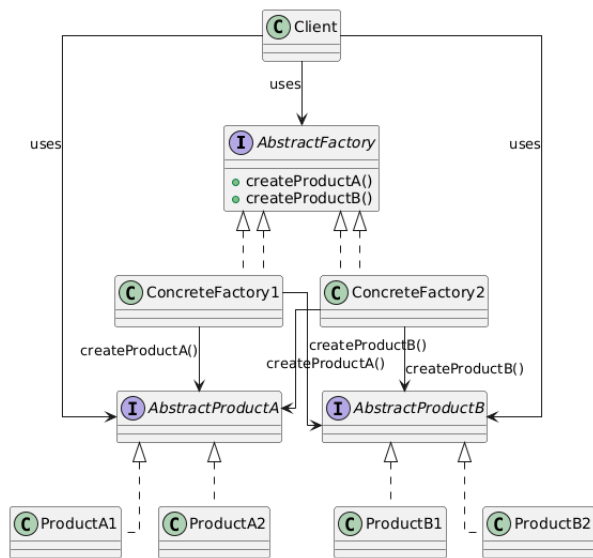 C Client
uses
uses
uses
I AbstractFactory
createProductA()
createProductB()
C ConcreteFactory1
C ConcreteFactory2
createProductA()
createProductB()
createProductA()
createProductB()
I AbstractProductA
I AbstractProductB
C ProductA1
C ProductA2
C ProductB1
C ProductB2